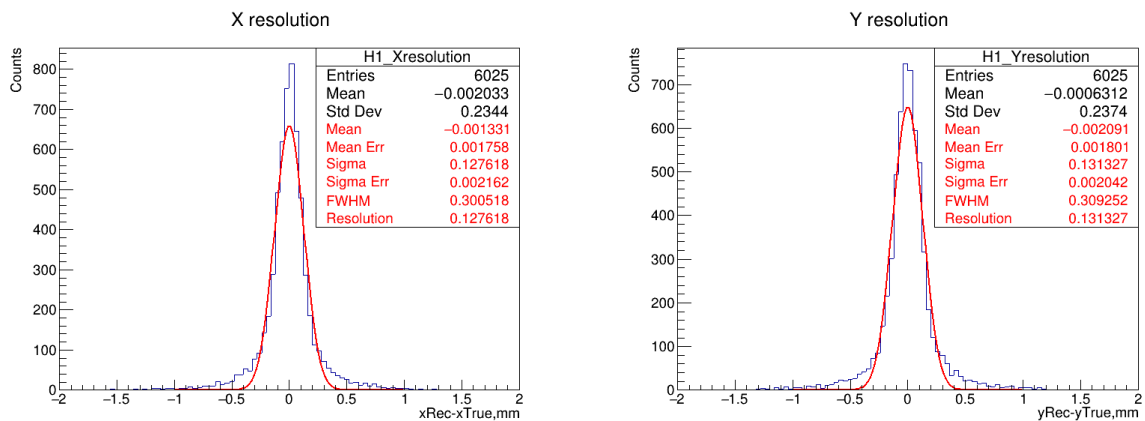 X resolution
Counts
H1_Xresolution
Entries 6025
Mean −0.002033
Std Dev 0.2344
Mean −0.001331
Mean Err 0.001758
Sigma 0.127618
Sigma Err 0.002162
FWHM 0.300518
Resolution 0.127618
800
700
600
500
400
300
200
100
0
−2 −1.5 −1 −0.5 0 0.5 1 1.5 2
xRec-xTrue,mm
Y resolution
Counts
H1_Yresolution
Entries 6025
Mean −0.0006312
Std Dev 0.2374
Mean −0.002091
Mean Err 0.001801
Sigma 0.131327
Sigma Err 0.002042
FWHM 0.309252
Resolution 0.131327
700
600
500
400
300
200
100
0
−2 −1.5 −1 −0.5 0 0.5 1 1.5 2
yRec-yTrue,mm